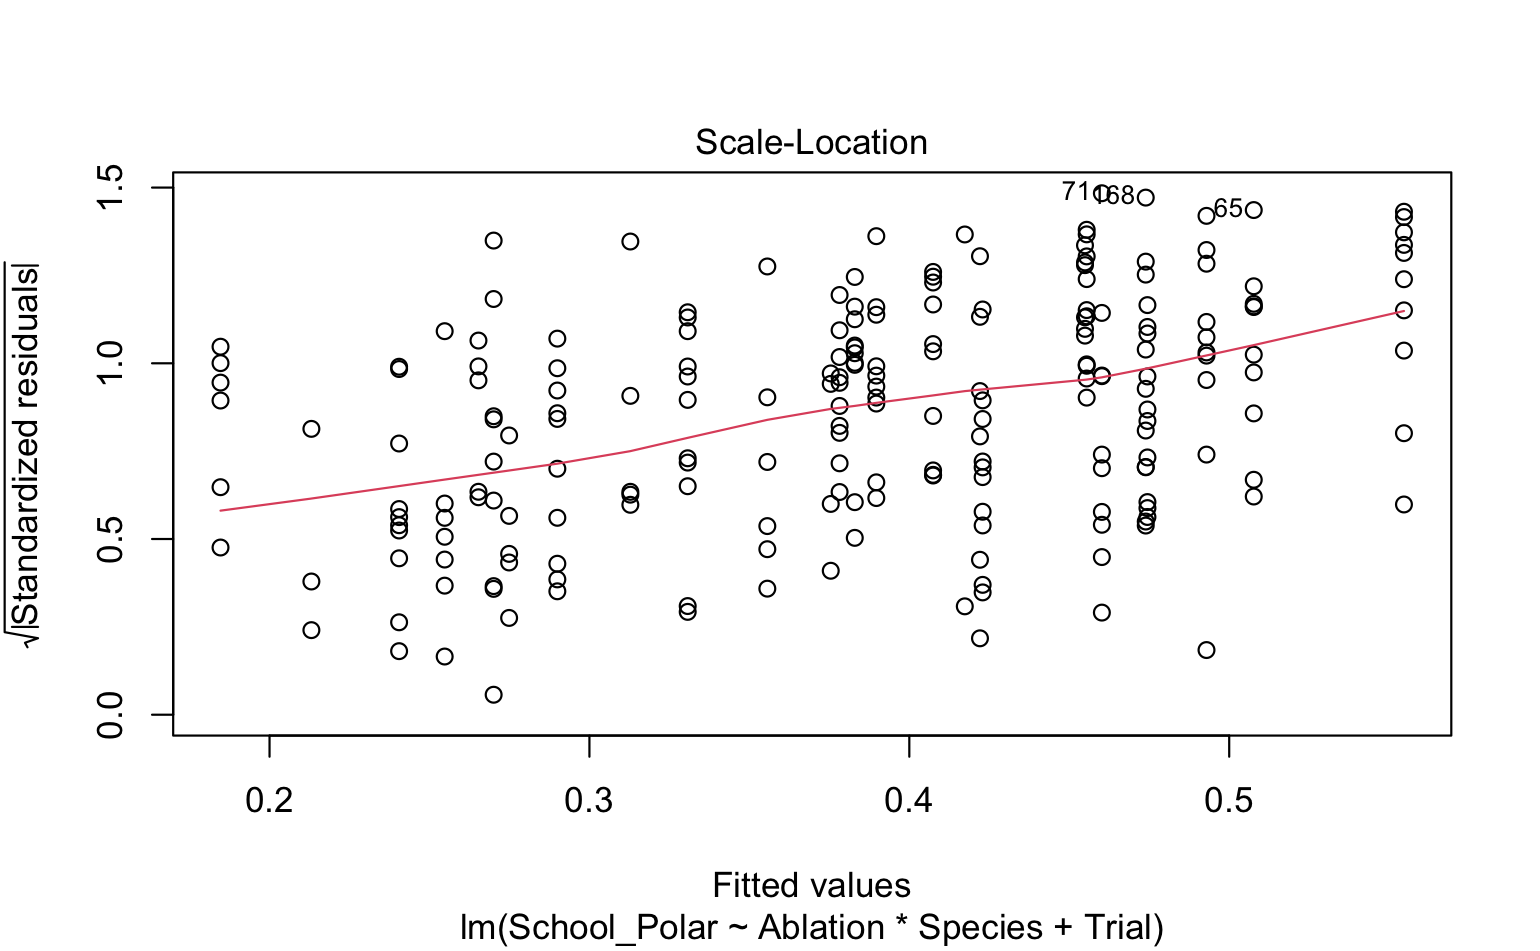 Scale-Location
√|Standardized residuals|
1.5
1.0
0.5
0.0
71
168
65
0.2 0.3 0.4 0.5
Fitted values
lm(School_Polar ~ Ablation * Species + Trial)